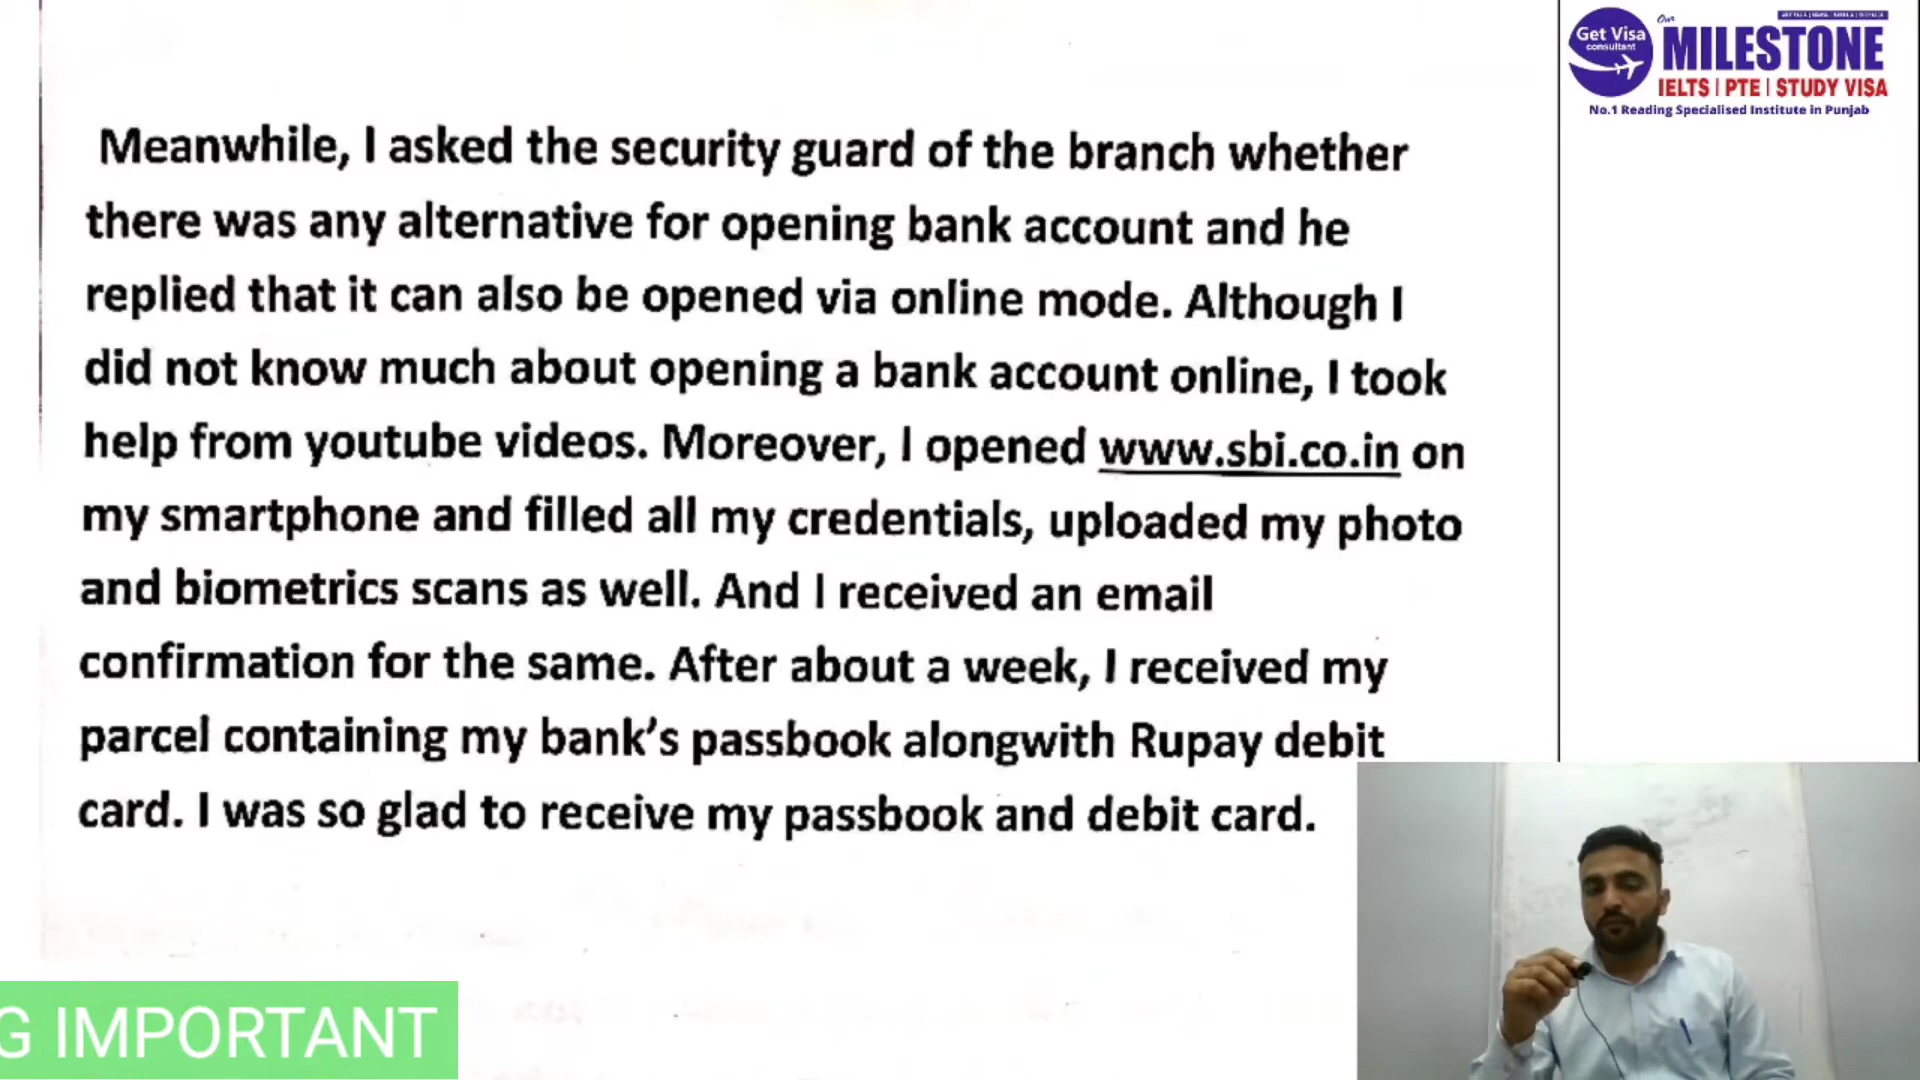 Meanwhile, I asked the security guard of the branch whether
there was any alternative for opening bank account and he
replied that it can also be opened via online mode. Although I
did not know much about opening a bank account online, I took
help from youtube videos. Moreover, I opened www.sbi.co.in on
my smartphone and filled all my credentials, uploaded my photo
and biometrics scans as well. And I received an email
confirmation for the same. After about a week, I received my
parcel containing my bank’s passbook alongwith Rupay debit
card. I was so glad to receive my passbook and debit card.
G IMPORTANT
Get Visa
consultant
Our
MILESTONE
IELTS | PTE | STUDY VISA
No.1 Reading Specialised Institute in Punjab